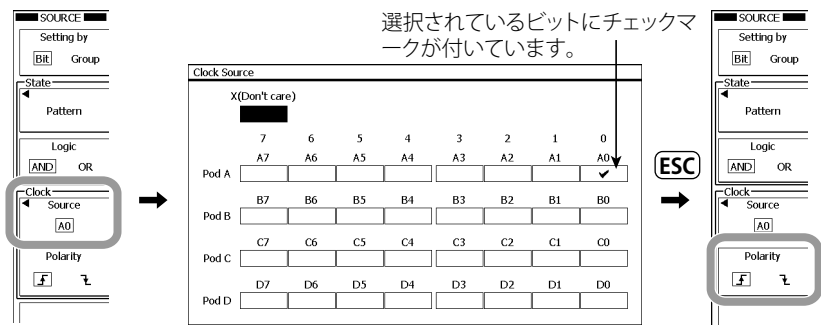 選択されているビットにチェックマ
ークが付いています。
SOURCE
Setting by
Bit Group
State
Pattern
Logic
AND OR
Clock
Source
A0
Polarity
Clock Source
X(Don't care)
7 6 5 4 3 2 1 0
A7 A6 A5 A4 A3 A2 A1 A0
Pod A
B7 B6 B5 B4 B3 B2 B1 B0
Pod B
C7 C6 C5 C4 C3 C2 C1 C0
Pod C
D7 D6 D5 D4 D3 D2 D1 D0
Pod D
ESC
SOURCE
Setting by
Bit Group
State
Pattern
Logic
AND OR
Clock
Source
A0
Polarity